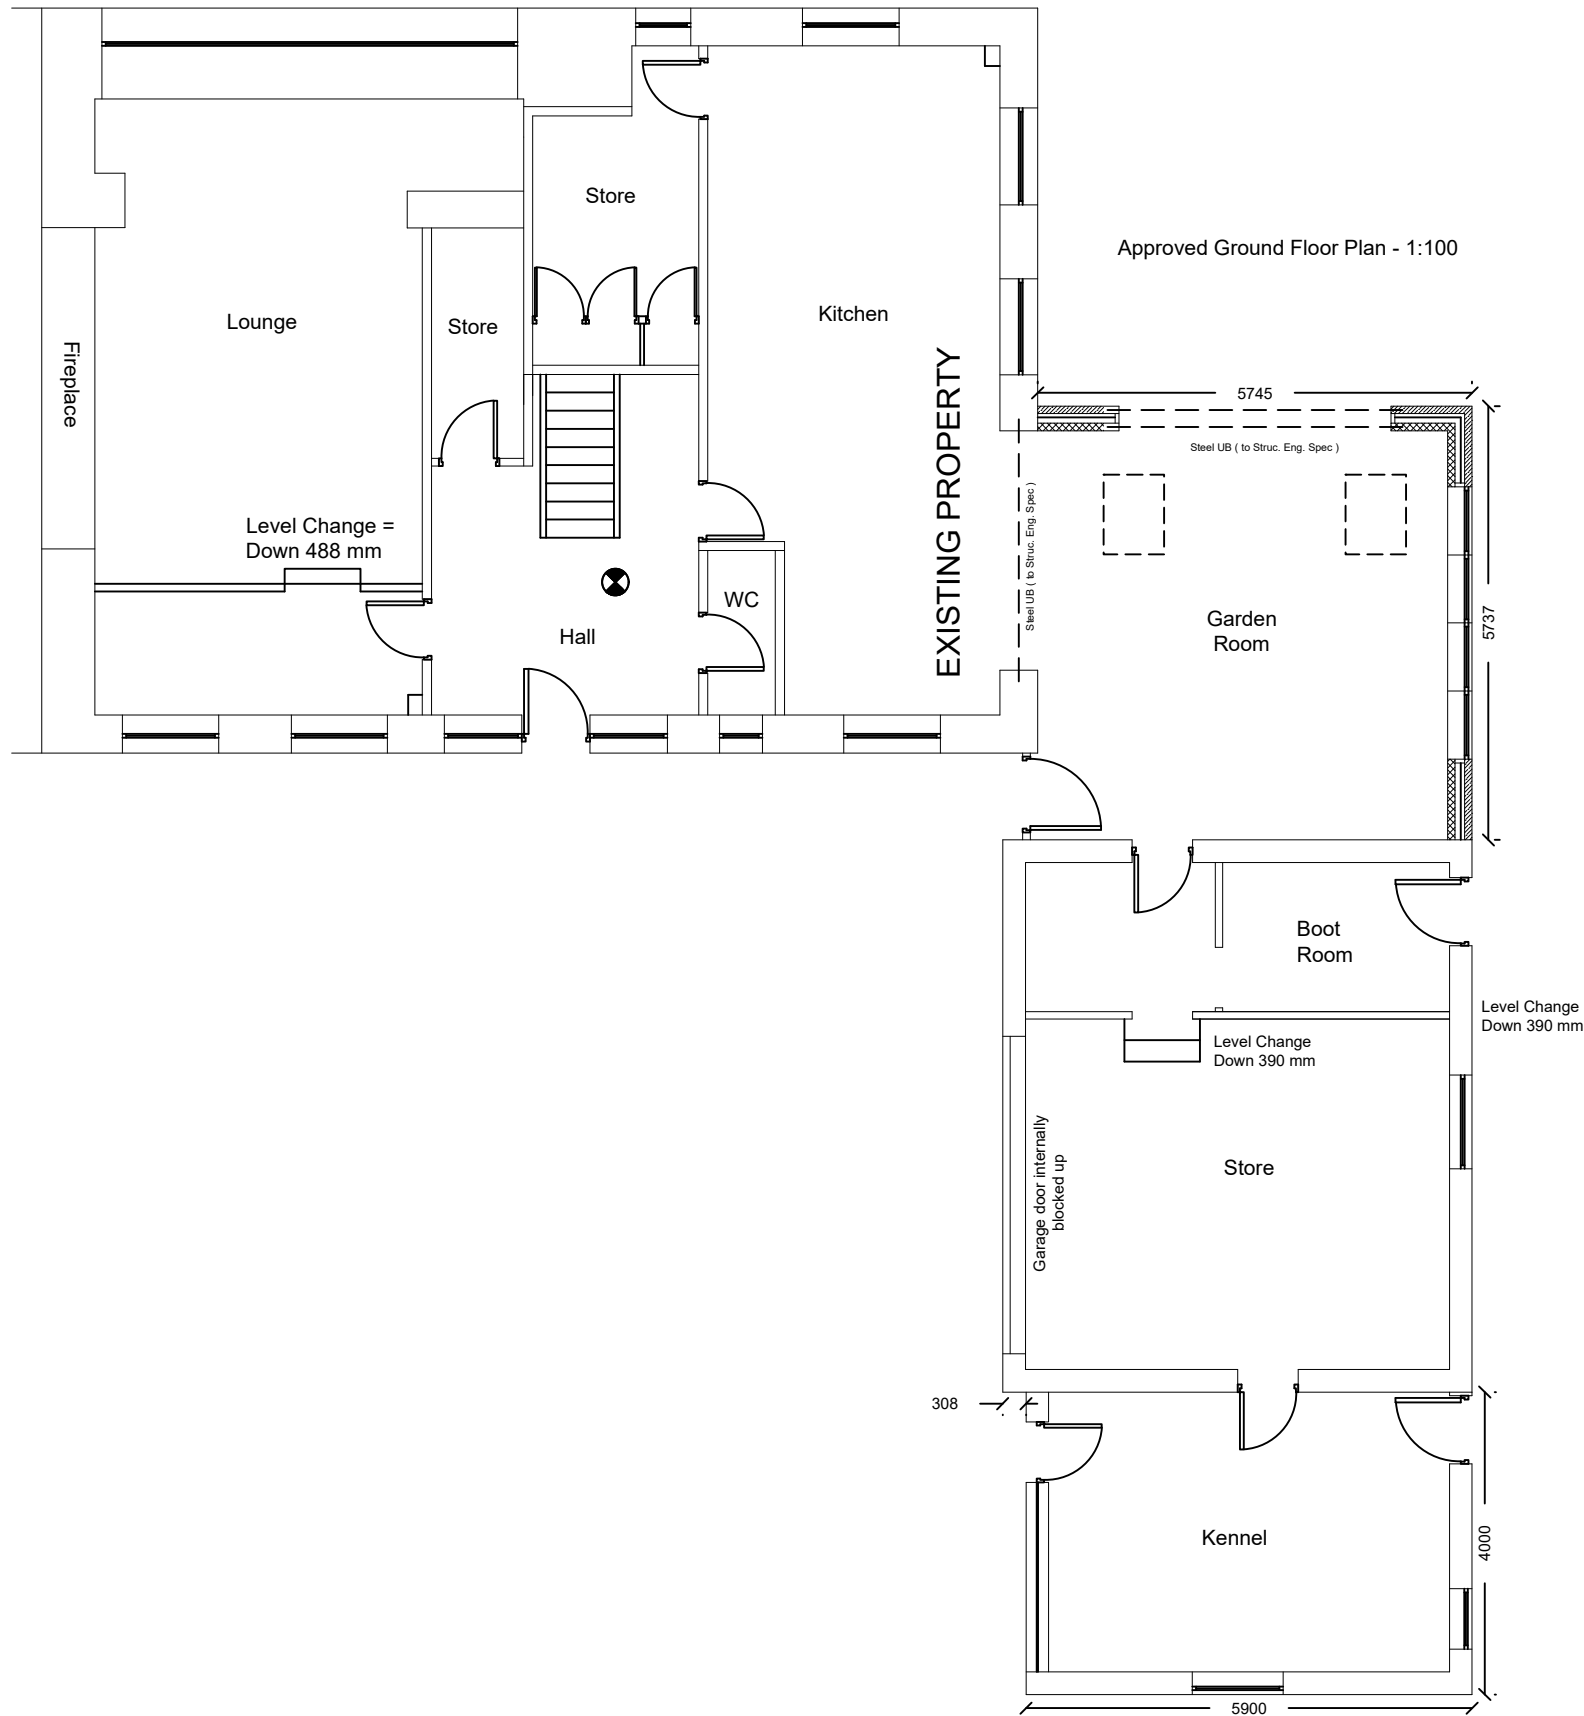 Store
Approved Ground Floor Plan - 1:100
Kitchen
Lounge
Store
Fireplace
EXISTING PROPERTY
5745
Steel UB ( to Struc. Eng. Spec )
Steel UB ( to Struc. Eng. Spec )
Level Change =
Down 488 mm
WC
Hall
Garden
Room
5737
Boot
Room
Level Change
Down 390 mm
Level Change
Down 390 mm
Garage door internally
blocked up
Store
308
Kennel
4000
5900